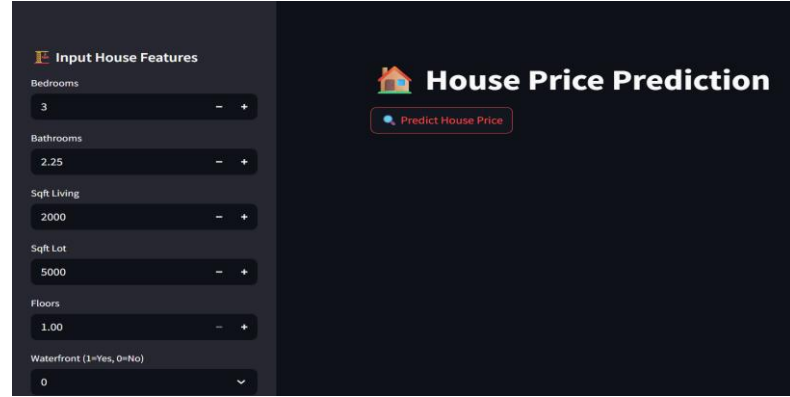 Input House Features
Bedrooms
3
Bathrooms
2.25
Sqft Living
2000
Sqft Lot
5000
Floors
1.00
Waterfront (1=Yes, 0=No)
0
House Price Prediction
Predict House Price